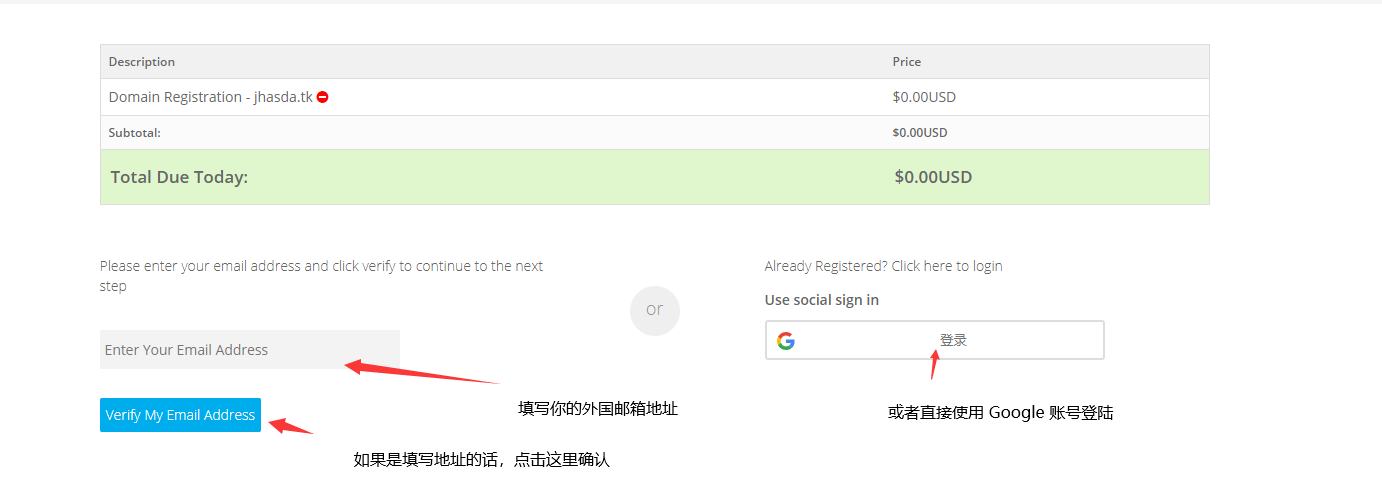 Description Price
Domain Registration - jhasda.tk $0.00USD
Subtotal: $0.00USD
Total Due Today: $0.00USD
Please enter your email address and click verify to continue to the next
step
Enter Your Email Address
Verify My Email Address
填写你的外国邮箱地址
如果是填写地址的话，点击这里确认
or
Already Registered? Click here to login
Use social sign in
登录
或者直接使用 Google 账号登陆